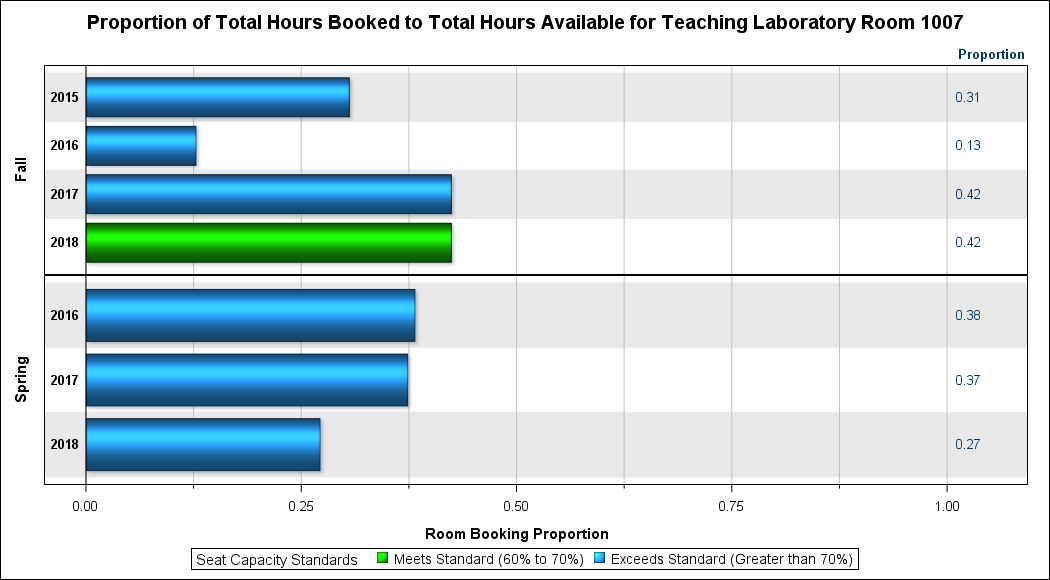 Proportion of Total Hours Booked to Total Hours Available for Teaching Laboratory Room 1007
Proportion
Fall
2015 0.31
2016 0.13
2017 0.42
2018 0.42
Spring
2016 0.38
2017 0.37
2018 0.27
0.00 0.25 0.50 0.75 1.00
Room Booking Proportion
Seat Capacity Standards Meets Standard (60% to 70%) Exceeds Standard (Greater than 70%)